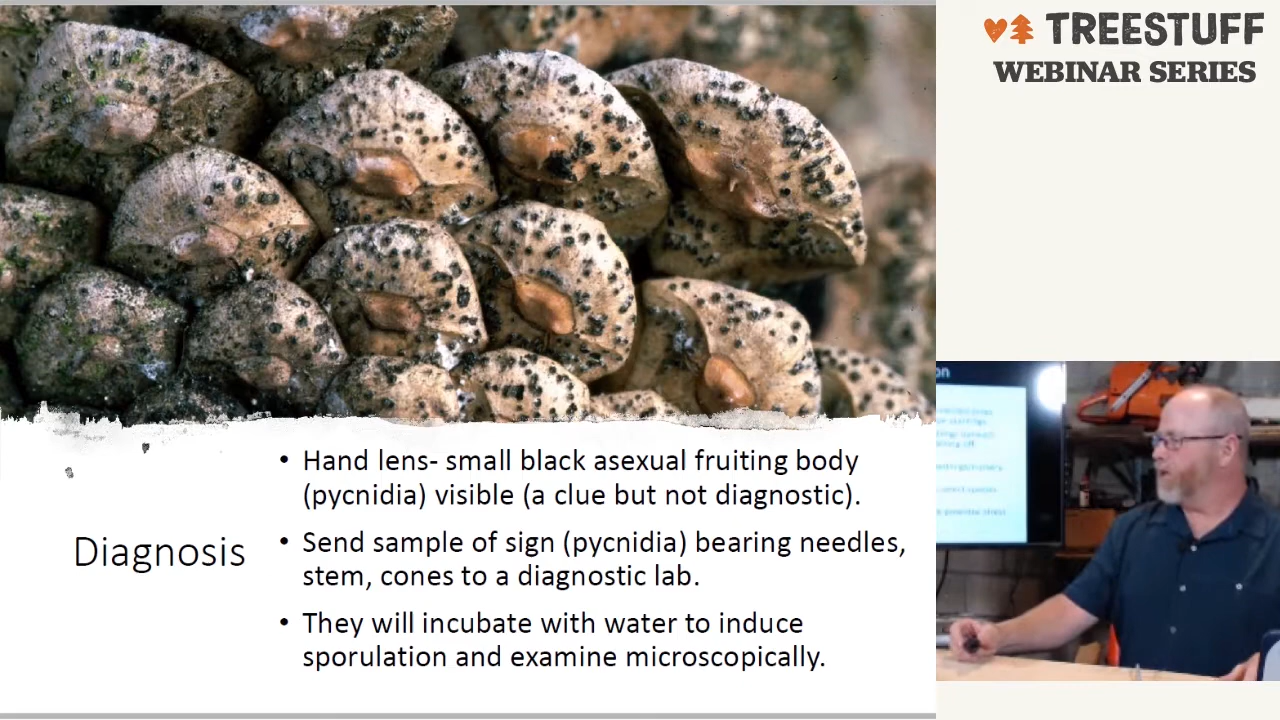 TREESTUFF
WEBINAR SERIES
Diagnosis
• Hand lens- small black asexual fruiting body
(pycnidia) visible (a clue but not diagnostic).
• Send sample of sign (pycnidia) bearing needles,
stem, cones to a diagnostic lab.
• They will incubate with water to induce
sporulation and examine microscopically.